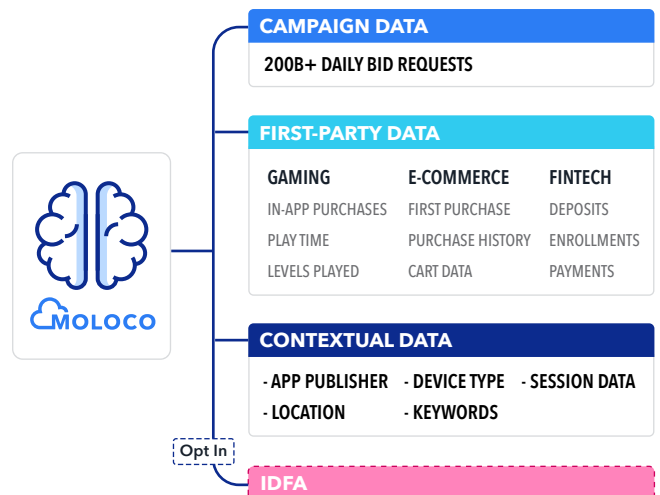 CAMPAIGN DATA
200B+ DAILY BID REQUESTS
FIRST-PARTY DATA
GAMING E-COMMERCE FINTECH
IN-APP PURCHASES FIRST PURCHASE DEPOSITS
PLAY TIME PURCHASE HISTORY ENROLLMENTS
LEVELS PLAYED CART DATA PAYMENTS
MOLOCO
CONTEXTUAL DATA
- APP PUBLISHER - DEVICE TYPE - SESSION DATA
- LOCATION - KEYWORDS
Opt In
IDFA